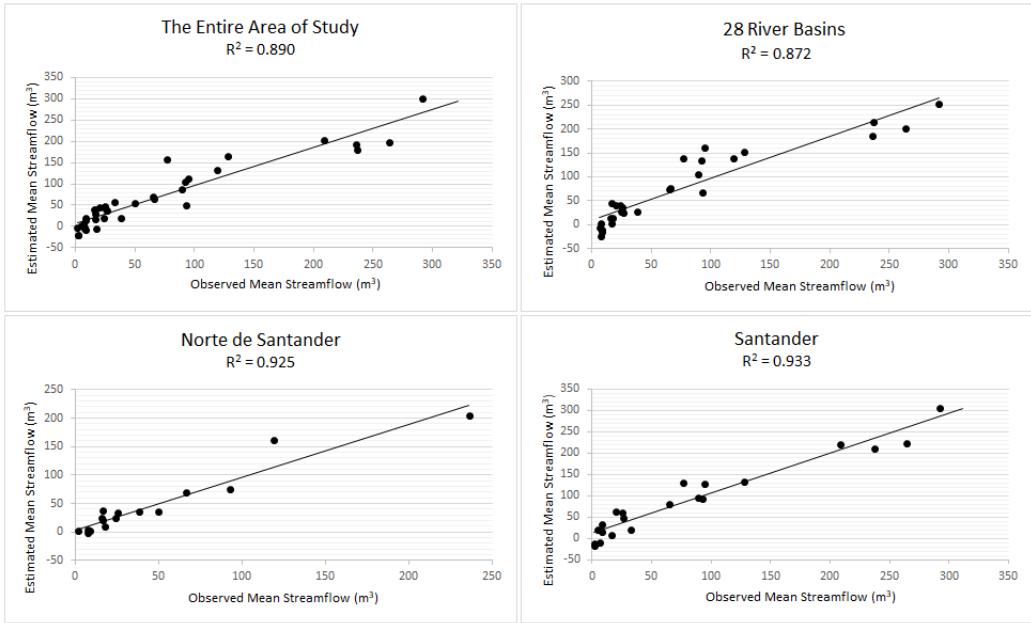 The Entire Area of Study
R² = 0.890
Estimated Mean Streamflow (m³)
350
300
250
200
150
100
50
0
-50
0 50 100 150 200 250 300 350
Observed Mean Streamflow (m³)
28 River Basins
R² = 0.872
Estimated Mean Streamflow (m³)
300
250
200
150
100
50
0
-50
0 50 100 150 200 250 300 350
Observed Mean Streamflow (m³)
Norte de Santander
R² = 0.925
Estimated Mean Streamflow (m³)
250
200
150
100
50
0
-50
0 50 100 150 200 250
Observed Mean Streamflow (m³)
Santander
R² = 0.933
Estimated Mean Streamflow (m³)
350
300
250
200
150
100
50
0
-50
0 50 100 150 200 250 300 350
Observed Mean Streamflow (m³)